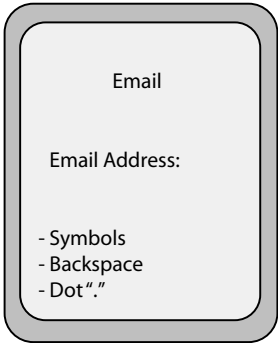 Email
Email Address:
- Symbols
- Backspace
- Dot “.”